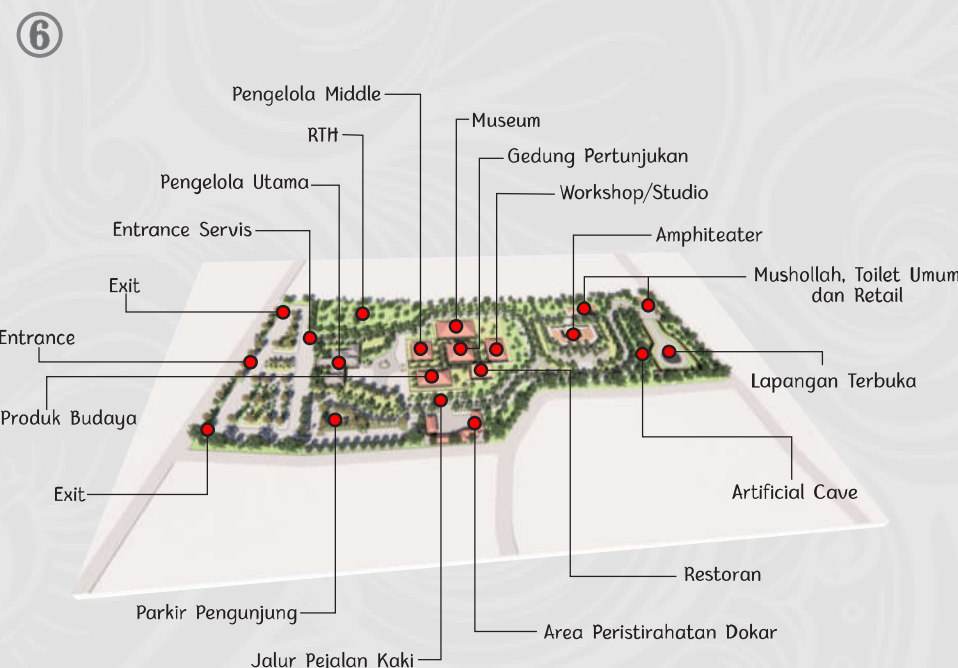 6
Pengelola Middle
Museum
RTH
Gedung Pertunjukan
Pengelola Utama
Workshop/Studio
Entrance Servis
Amphiteater
Exit
Mushollah, Toilet Umum
dan Retail
Entrance
Lapangan Terbuka
Produk Budaya
Exit
Artificial Cave
Restoran
Parkir Pengunjung
Area Peristirahatan Dokar
Jalur Pejalan Kaki